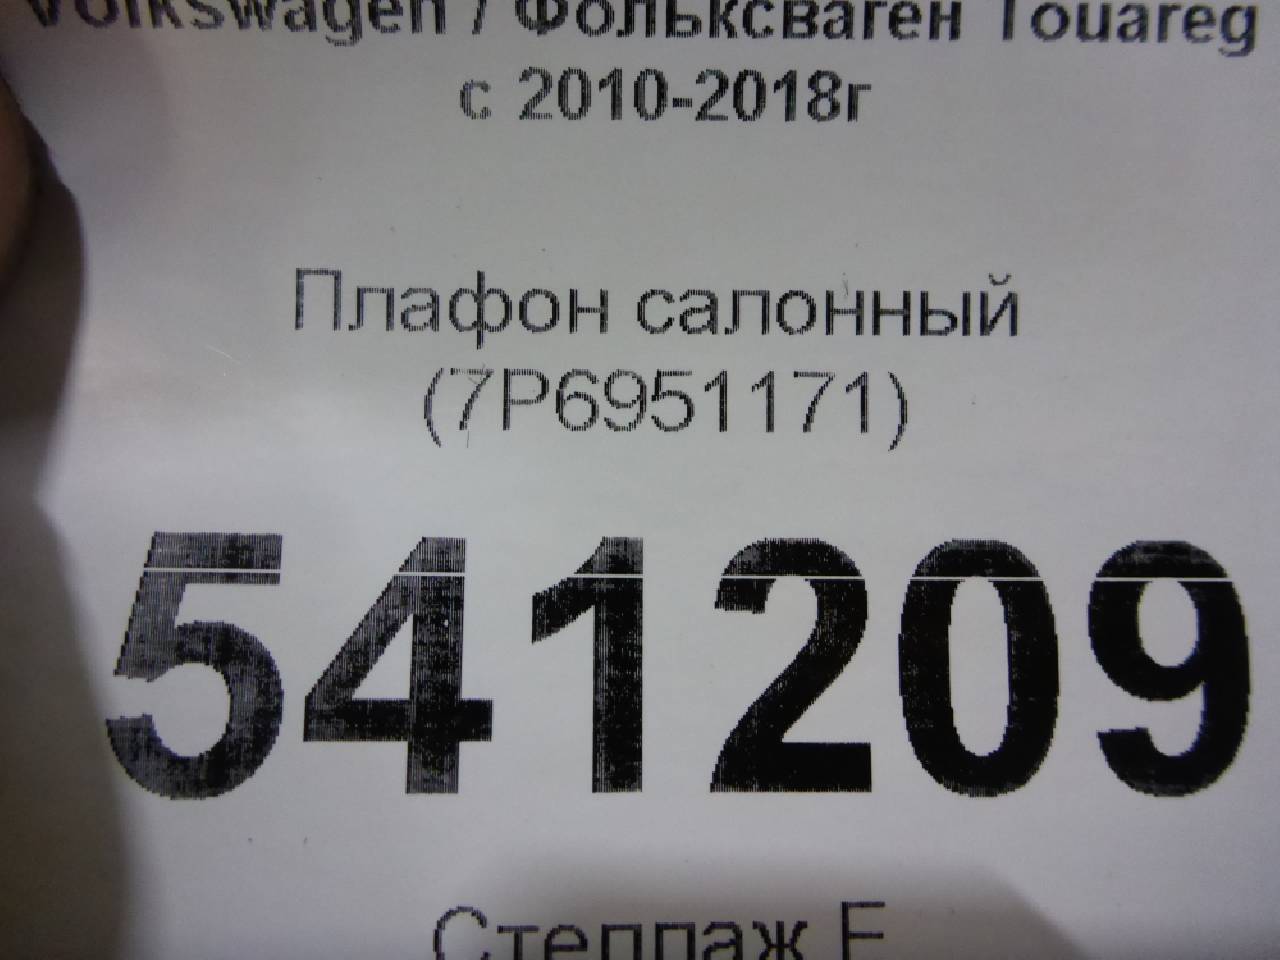 Volkswagen / Фольксваген Touareg
с 2010-2018г
Плафон салонный
(7P6951171)
541209
Стеллаж F